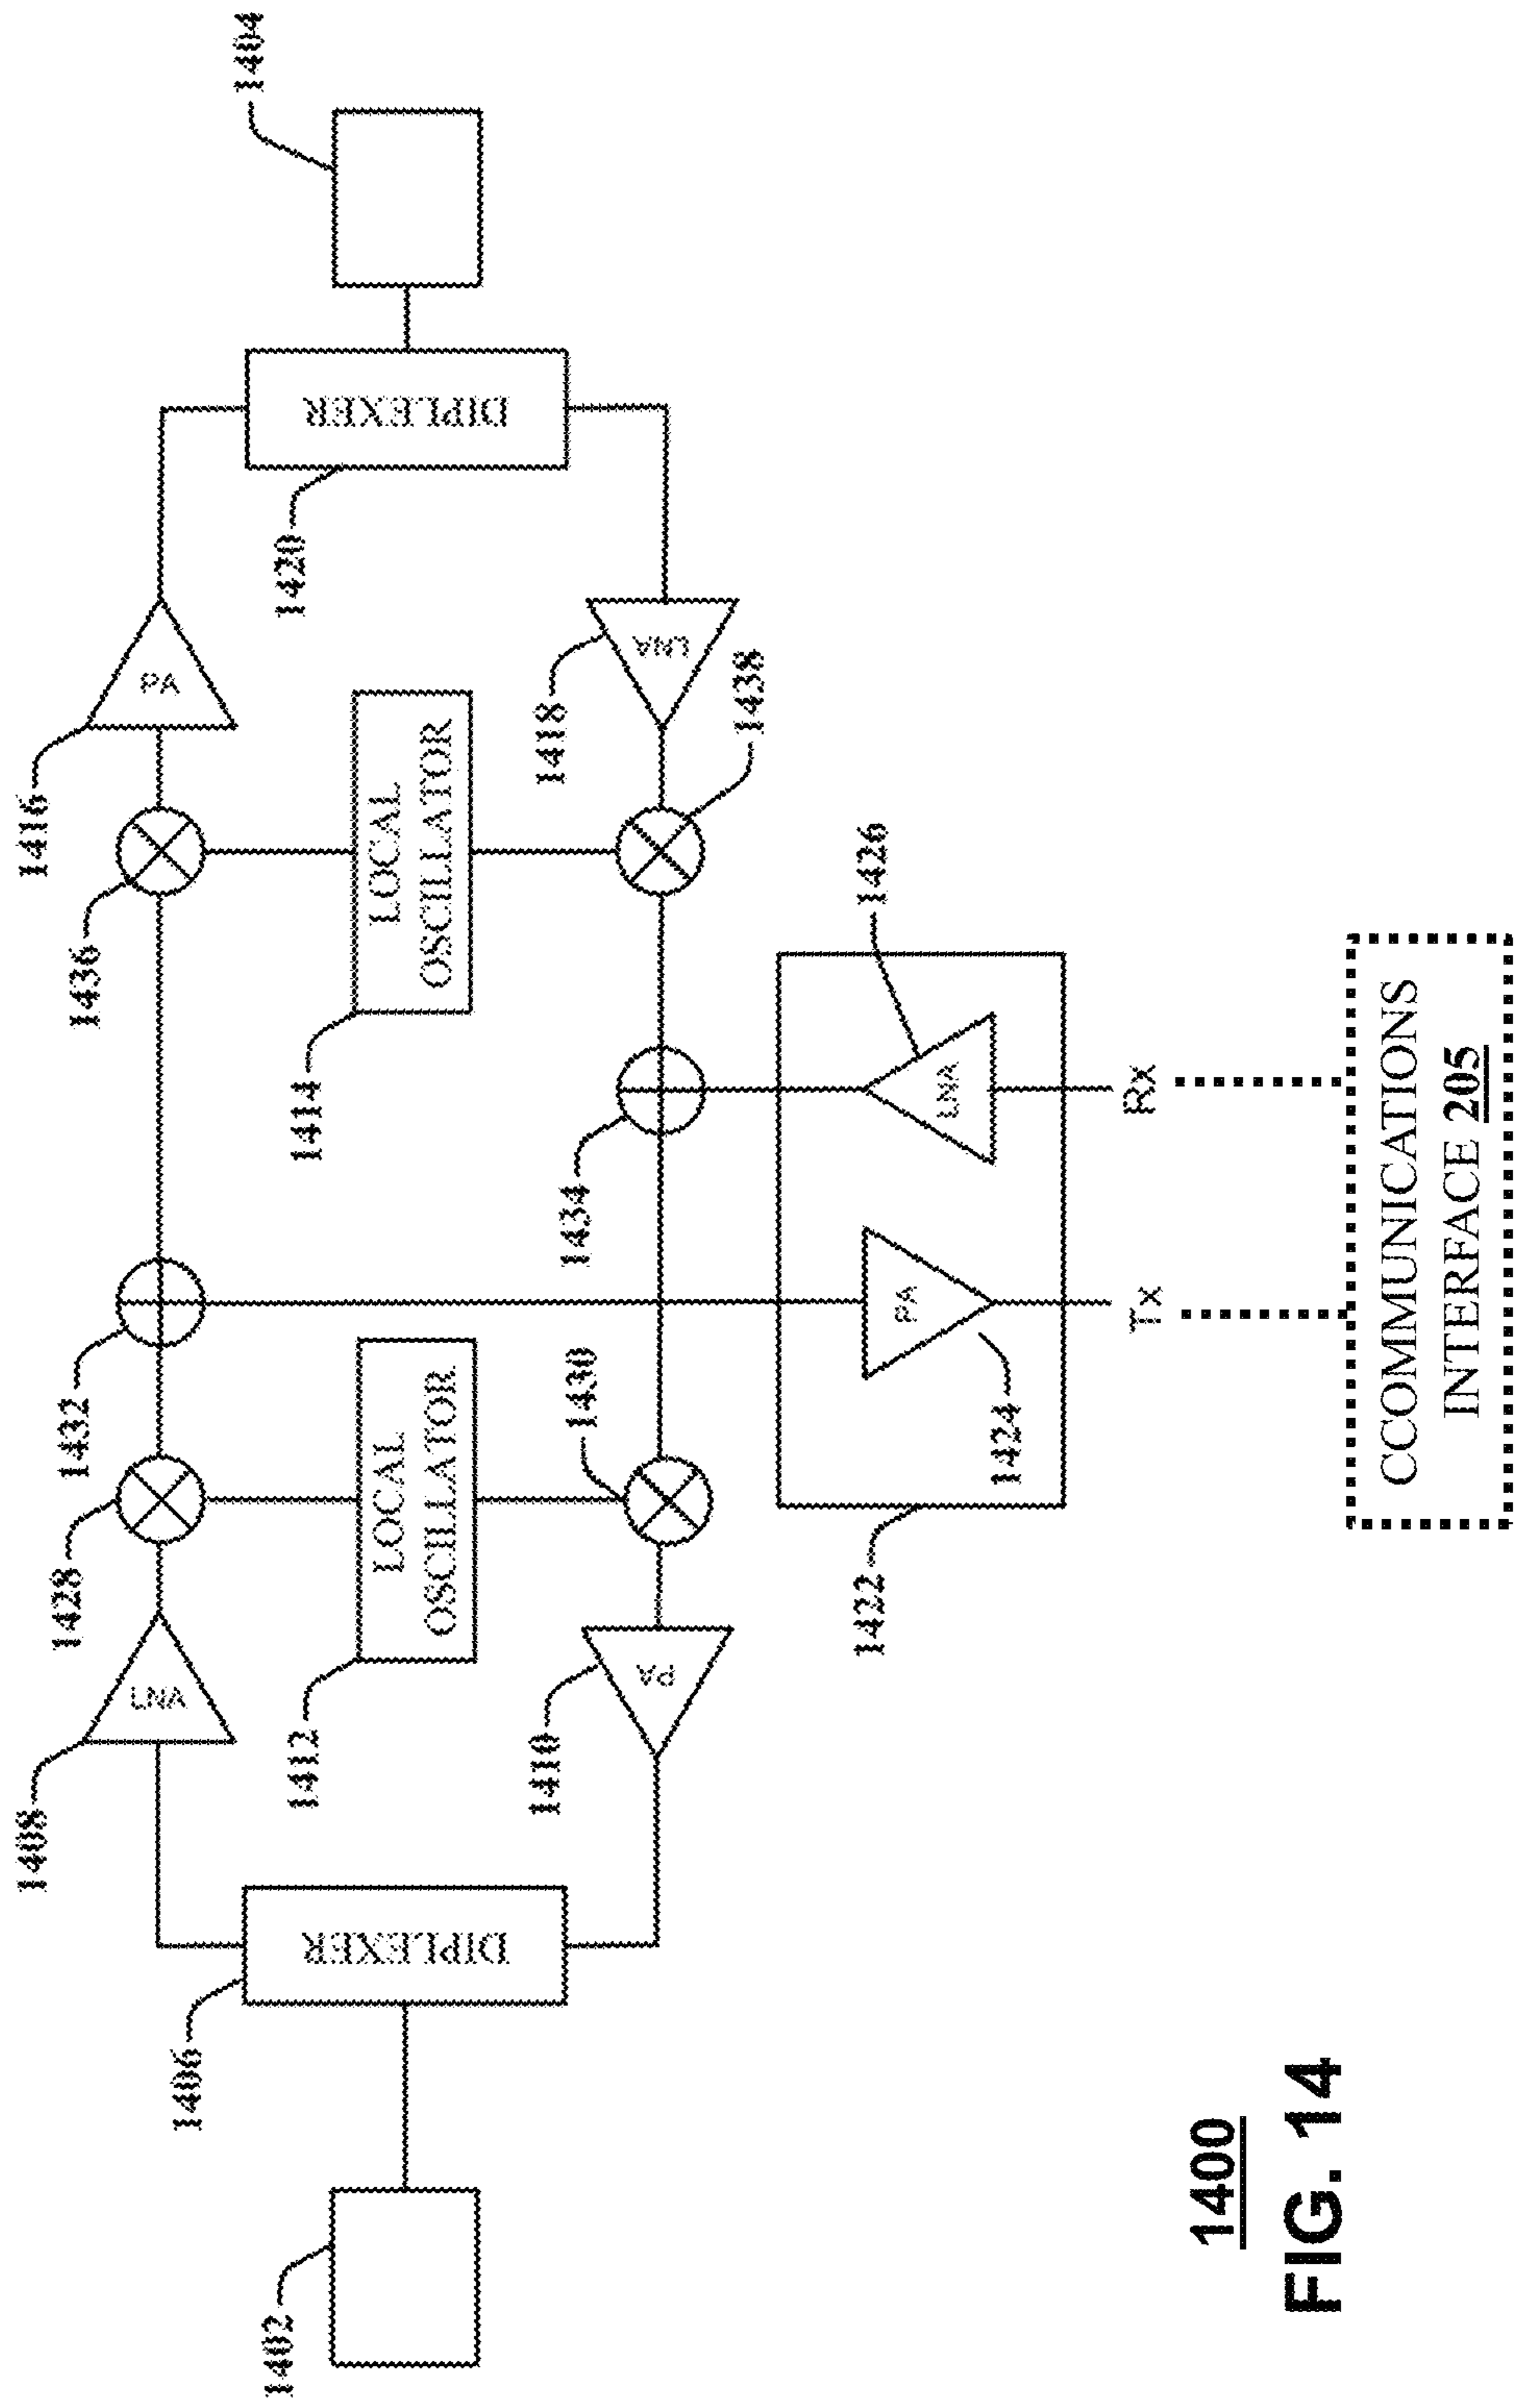 1408
LNA
1428
1432
1436
1416
PA
1404
1406
DIPLEXER
1412
LOCAL
OSCILLATOR
1414
LOCAL
OSCILLATOR
1420
DIPLEXER
1402
1410
PA
1430
1434
1418
LNA
1438
1422
1424
PA
LNA
1426
Tx
Rx
CCOMMUNICATIONS
INTERFACE 205
1400
FIG. 14